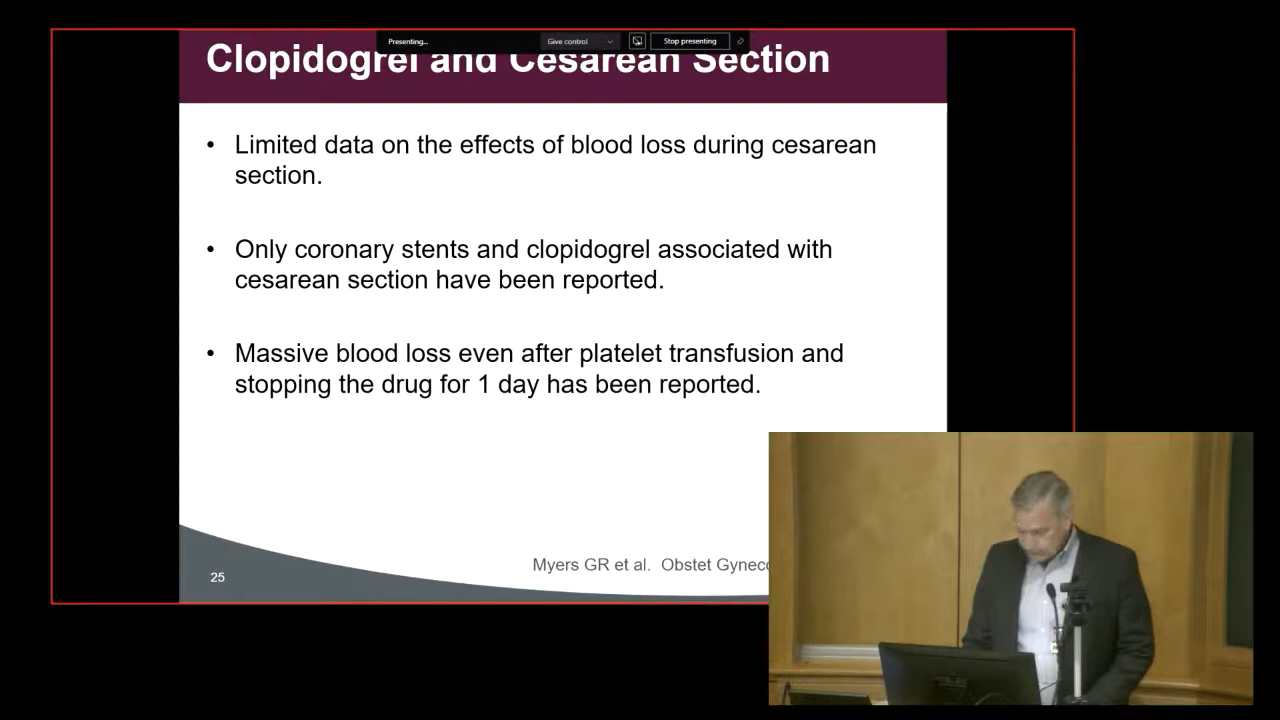 Presenting...
Give control
Stop presenting
Clopidogrel and Cesarean Section
• Limited data on the effects of blood loss during cesarean
section.
• Only coronary stents and clopidogrel associated with
cesarean section have been reported.
• Massive blood loss even after platelet transfusion and
stopping the drug for 1 day has been reported.
Myers GR et al. Obstet
25